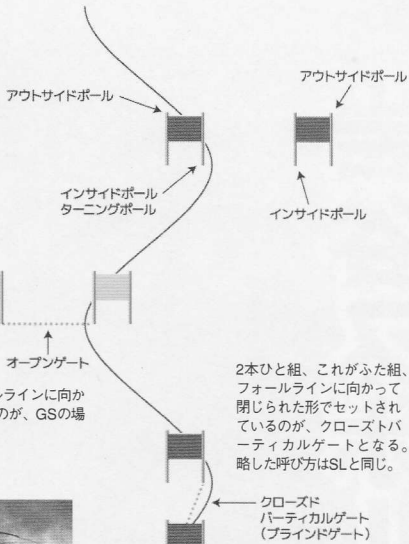 アウトサイドポール
アウトサイドポール
インサイドポール
ターニングポール
インサイドポール
オープンゲート
ルラインに向か
のが、GSの場
2本ひと組、これがふた組、
フォールラインに向かって
閉じられた形でセットされ
ているのが、クローズトバ
ーティカルゲートとなる。
略した呼び方はSLと同じ。
クローズド
バーティカルゲート
(ブラインドゲート)